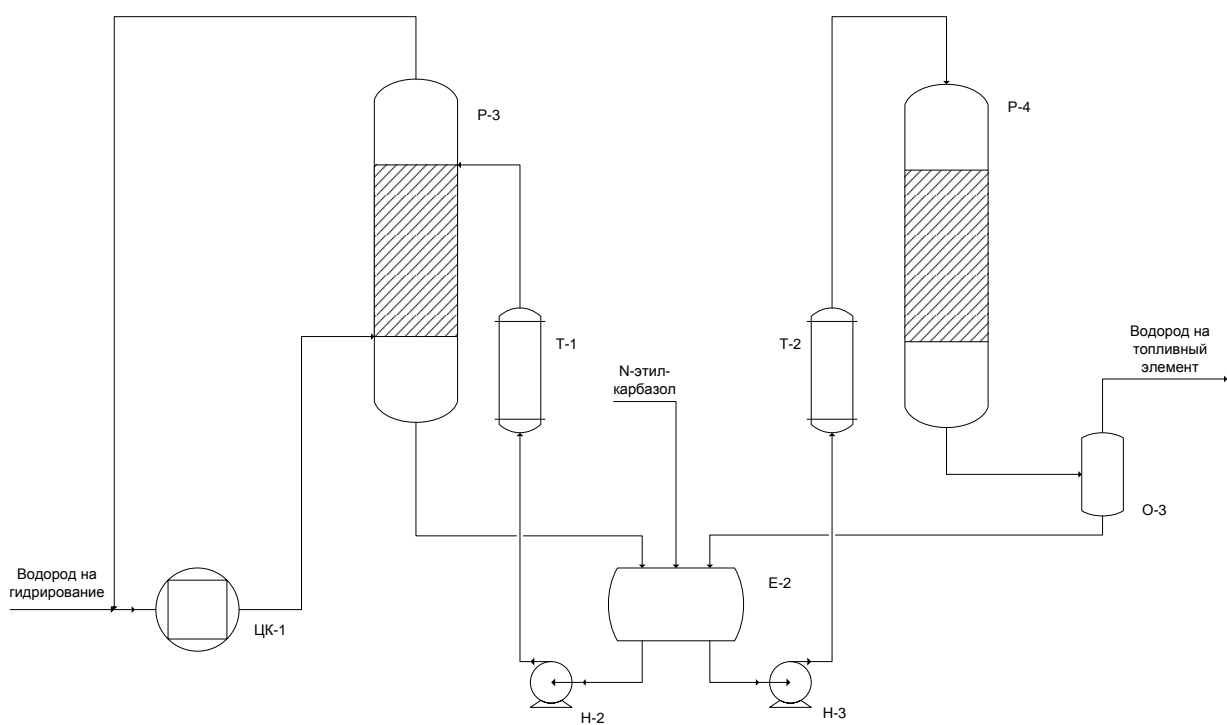 Р-3
Р-4
Т-1
Т-2
Водород на
топливный
элемент
N-этил-
карбазол
О-3
Водород на
гидрирование
Е-2
ЦК-1
Н-2
Н-3